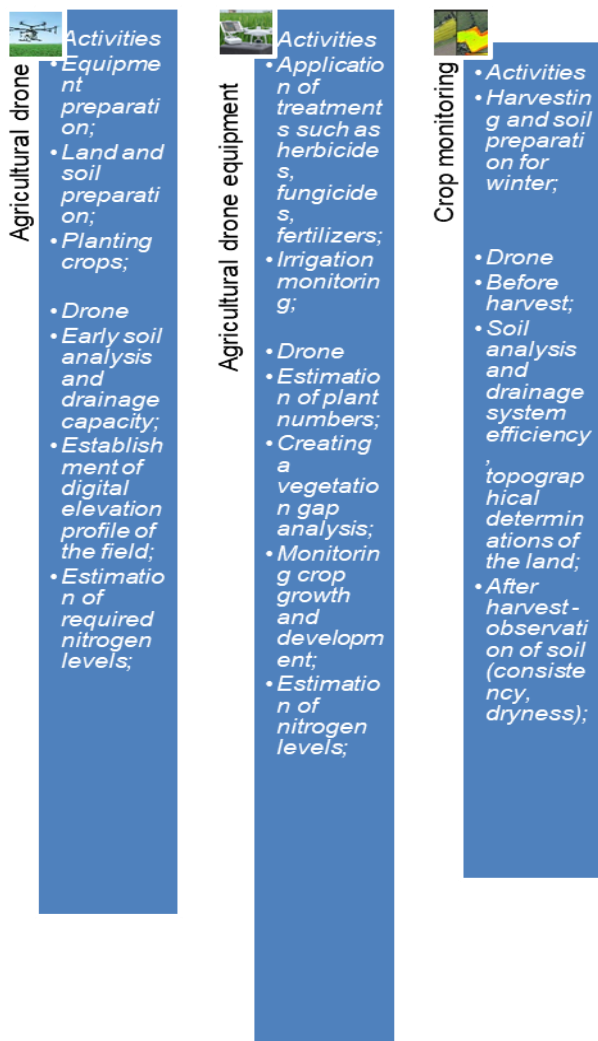 Agricultural drone
• Activities
• Equipme
nt
preparati
on;
• Land and
soil
preparati
on;
• Planting
crops;
• Drone
• Early soil
analysis
and
drainage
capacity;
• Establish
ment of
digital
elevation
profile of
the field;
• Estimatio
n of
required
nitrogen
levels;
Agricultural drone equipment
• Activities
• Applicatio
n of
treatment
s such as
herbicide
s,
fungicide
s,
fertilizers;
• Irrigation
monitorin
g;
• Drone
• Estimatio
n of plant
numbers;
• Creating
a
vegetatio
n gap
analysis;
• Monitorin
g crop
growth
and
developm
ent;
• Estimatio
n of
nitrogen
levels;
Crop monitoring
• Activities
• Harvestin
g and soil
preparati
on for
winter;
• Drone
• Before
harvest;
• Soil
analysis
and
drainage
system
efficiency
,
topograp
hical
determin
ations of
the land;
• After
harvest-
observati
on of soil
(consiste
ncy,
dryness);